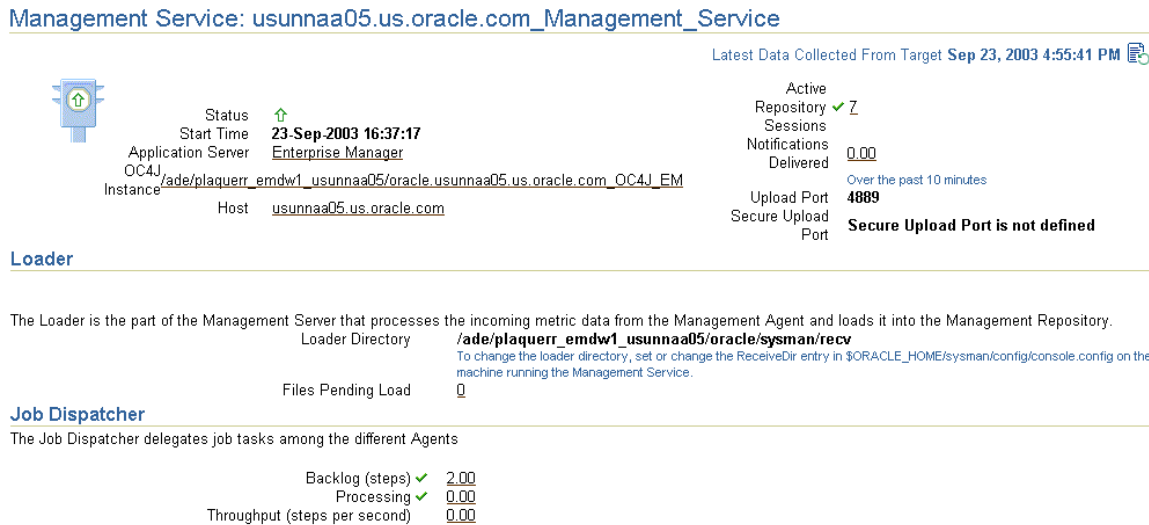 Management Service: usunnaa05.us.oracle.com_Management_Service
Latest Data Collected From Target Sep 23, 2003 4:55:41 PM
Status
Start Time 23-Sep-2003 16:37:17
Application Server Enterprise Manager
OC4J
Instance /ade/plaquerr_emdw1_usunnaa05/oracle.usunnaa05.us.oracle.com_OC4J_EM
Host usunnaa05.us.oracle.com
Active
Repository 7
Sessions
Notifications
Delivered 0.00
Over the past 10 minutes
Upload Port 4889
Secure Upload
Port Secure Upload Port is not defined
Loader
The Loader is the part of the Management Server that processes the incoming metric data from the Management Agent and loads it into the Management Repository.
Loader Directory /ade/plaquerr_emdw1_usunnaa05/oracle/sysman/recv
To change the loader directory, set or change the ReceiveDir entry in $ORACLE_HOME/sysman/config/console.config on the
machine running the Management Service.
Files Pending Load 0
Job Dispatcher
The Job Dispatcher delegates job tasks among the different Agents
Backlog (steps) 2.00
Processing 0.00
Throughput (steps per second) 0.00